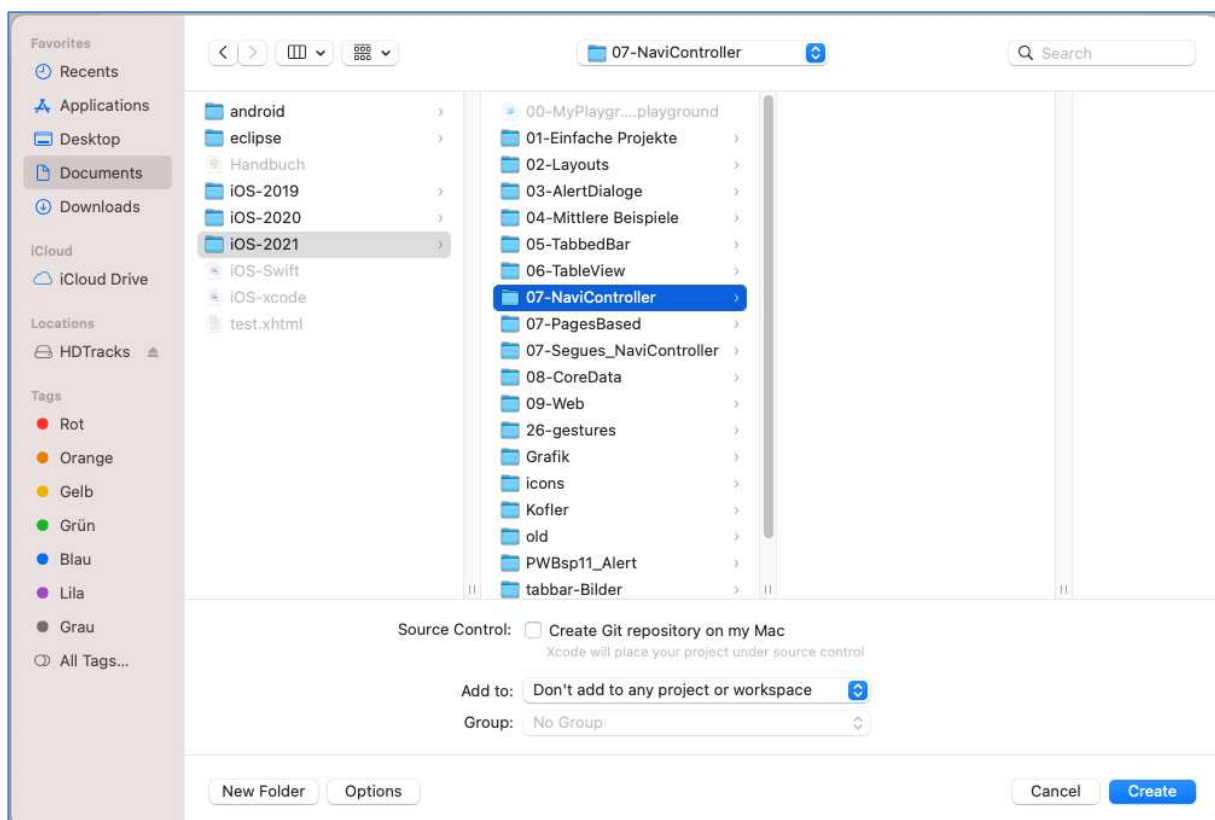 Favorites
Recents
Applications
Desktop
Documents
Downloads
iCloud
iCloud Drive
Locations
HDTracks
Tags
Rot
Orange
Gelb
Grün
Blau
Lila
Grau
All Tags...
07-NaviController
Search
android
eclipse
Handbuch
iOS-2019
iOS-2020
iOS-2021
iOS-Swift
iOS-xcode
test.xhtml
00-MyPlaygr....playground
01-Einfache Projekte
02-Layouts
03-AlertDialoge
04-Mittlere Beispiele
05-TabbedBar
06-TableView
07-NaviController
07-PagesBased
07-Segues_NaviController
08-CoreData
09-Web
26-gestures
Grafik
icons
Kofler
old
PWBsp11_Alert
tabbar-Bilder
Source Control: Create Git repository on my Mac
Xcode will place your project under source control
Add to: Don't add to any project or workspace
Group: No Group
New Folder Options Cancel Create